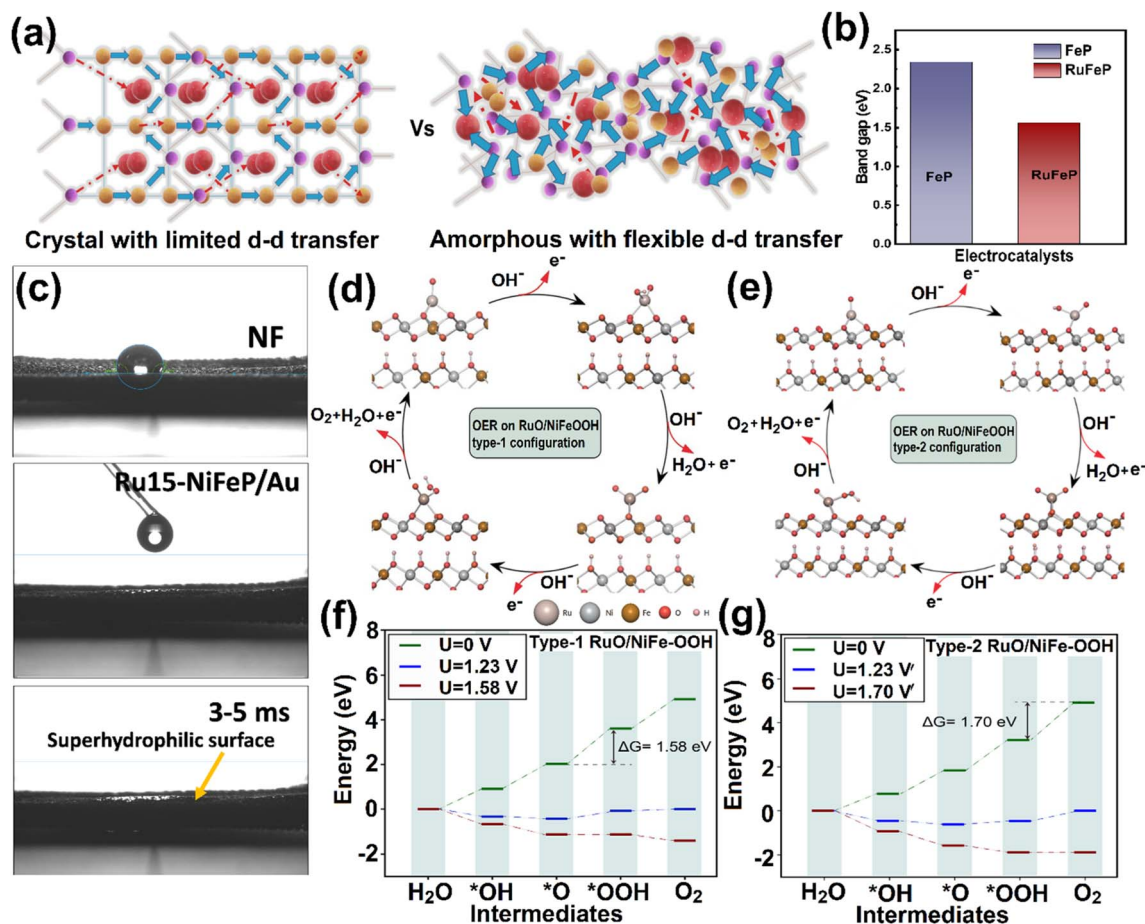 (a)
Vs
Crystal with limited d-d transfer
Amorphous with flexible d-d transfer
(b)
2.5
2.0
1.5
1.0
0.5
0.0
Band gap (eV)
FeP
RuFeP
FeP
RuFeP
Electrocatalysts
(c)
NF
Ru15-NiFeP/Au
3-5 ms
Superhydrophilic surface
(d)
e-
OH-
OH-
H2O+ e-
OER on RuO/NiFeOOH
type-1 configuration
O2+H2O+e-
OH-
OH-
e-
Ru Ni Fe O H
(e)
e-
OH-
OH-
H2O+e-
OER on RuO/NiFeOOH
type-2 configuration
O2+H2O+e-
OH-
OH-
e-
(f)
8
6
4
2
0
-2
Energy (eV)
U=0 V
U=1.23 V
U=1.58 V
Type-1 RuO/NiFe-OOH
ΔG= 1.58 eV
H2O *OH *O *OOH O2
Intermediates
(g)
8
6
4
2
0
-2
Energy (eV)
U=0 V
U=1.23 V'
U=1.70 V'
Type-2 RuO/NiFe-OOH
ΔG= 1.70 eV
H2O *OH *O *OOH O2
Intermediates